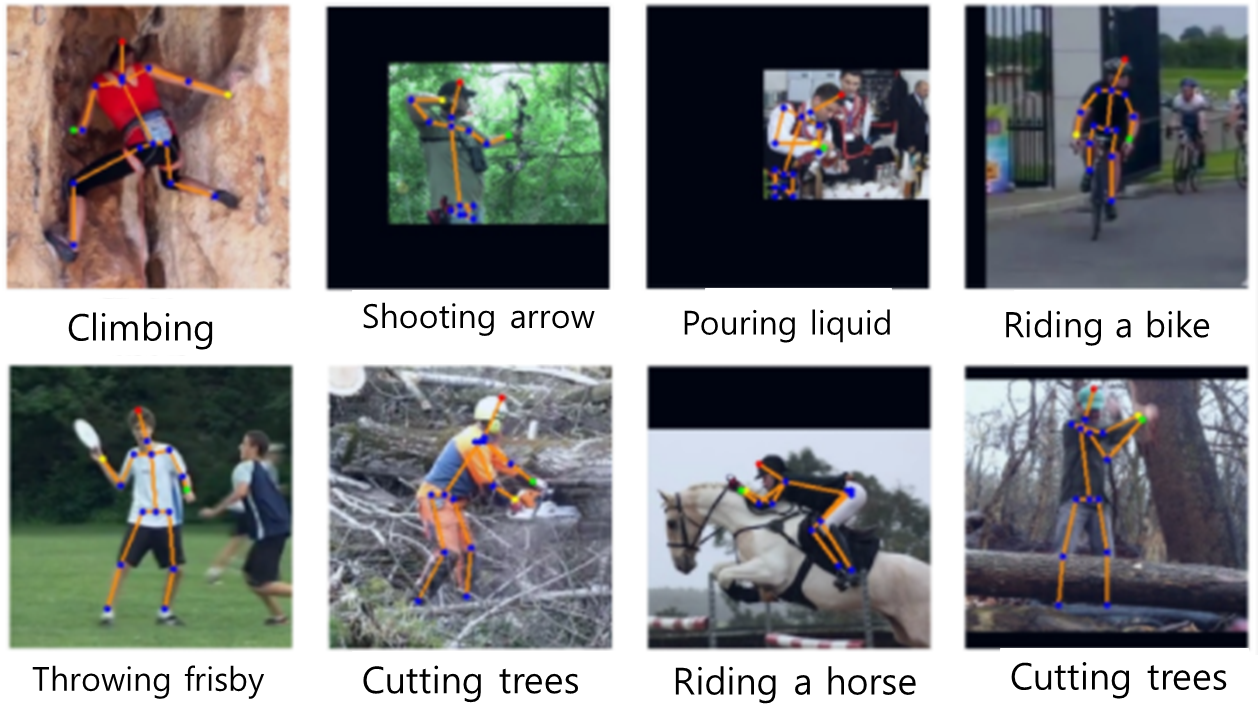 Climbing
Shooting arrow
Pouring liquid
Riding a bike
Throwing frisby
Cutting trees
Riding a horse
Cutting trees